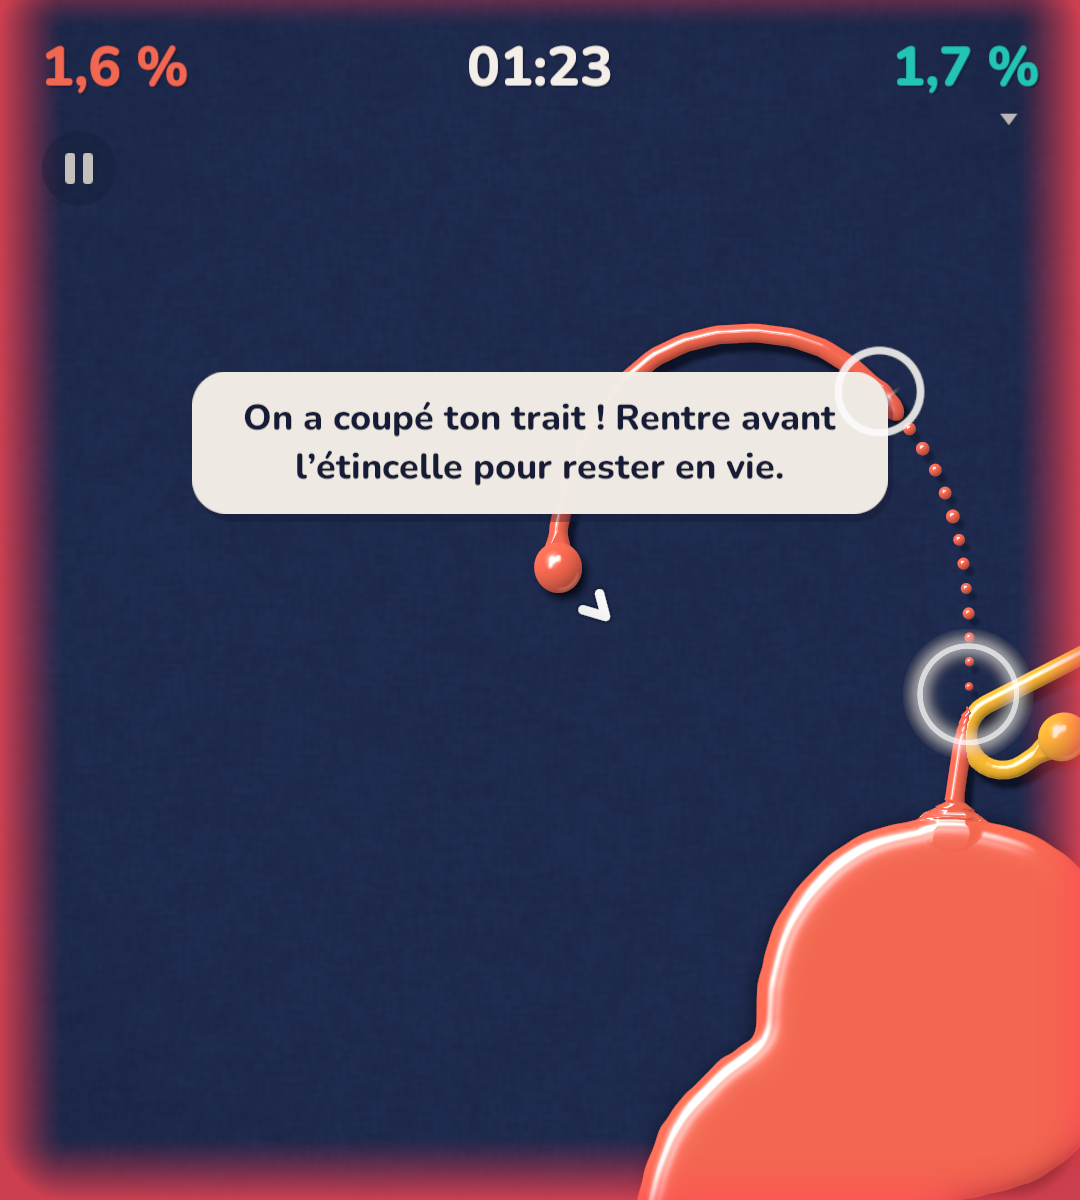 1,6 %
01:23
1,7 %
On a coupé ton trait ! Rentre avant
l’étincelle pour rester en vie.